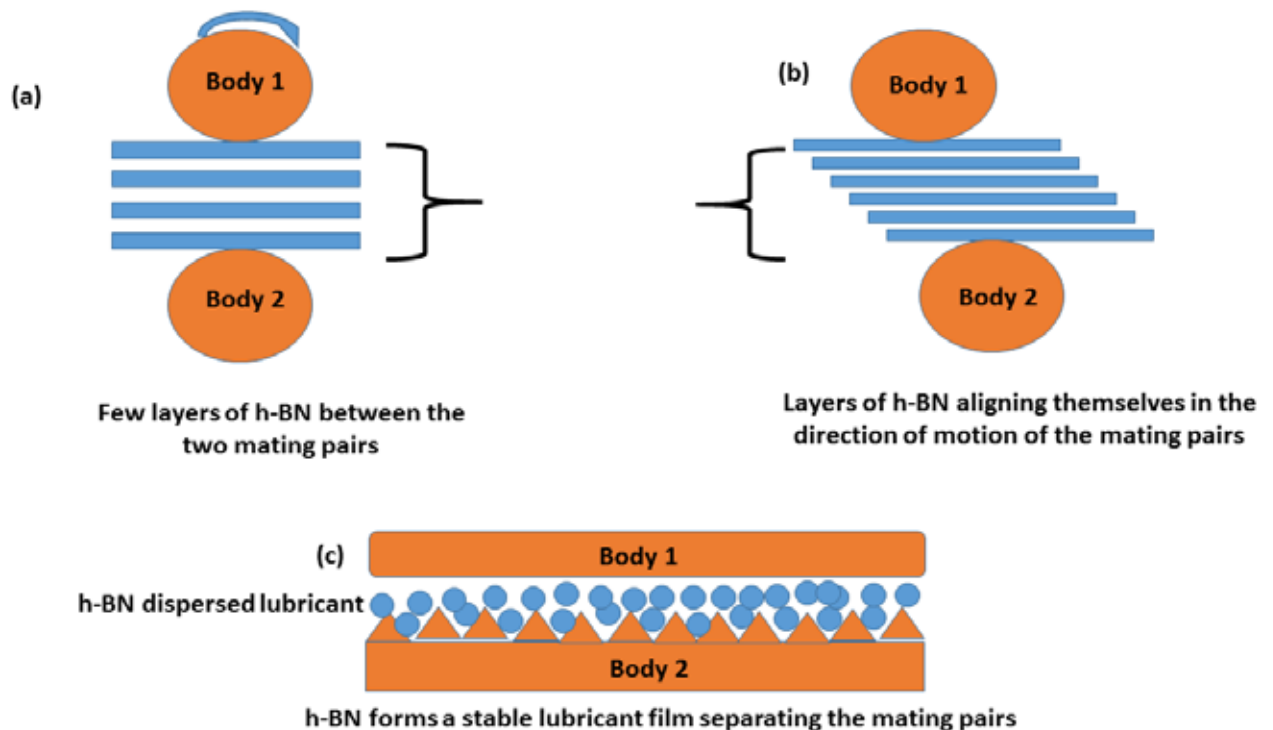 (a)
Body 1
Body 2
Few layers of h-BN between the
two mating pairs
(b)
Body 1
Body 2
Layers of h-BN aligning themselves in the
direction of motion of the mating pairs
(c)
Body 1
h-BN dispersed lubricant
Body 2
h-BN forms a stable lubricant film separating the mating pairs